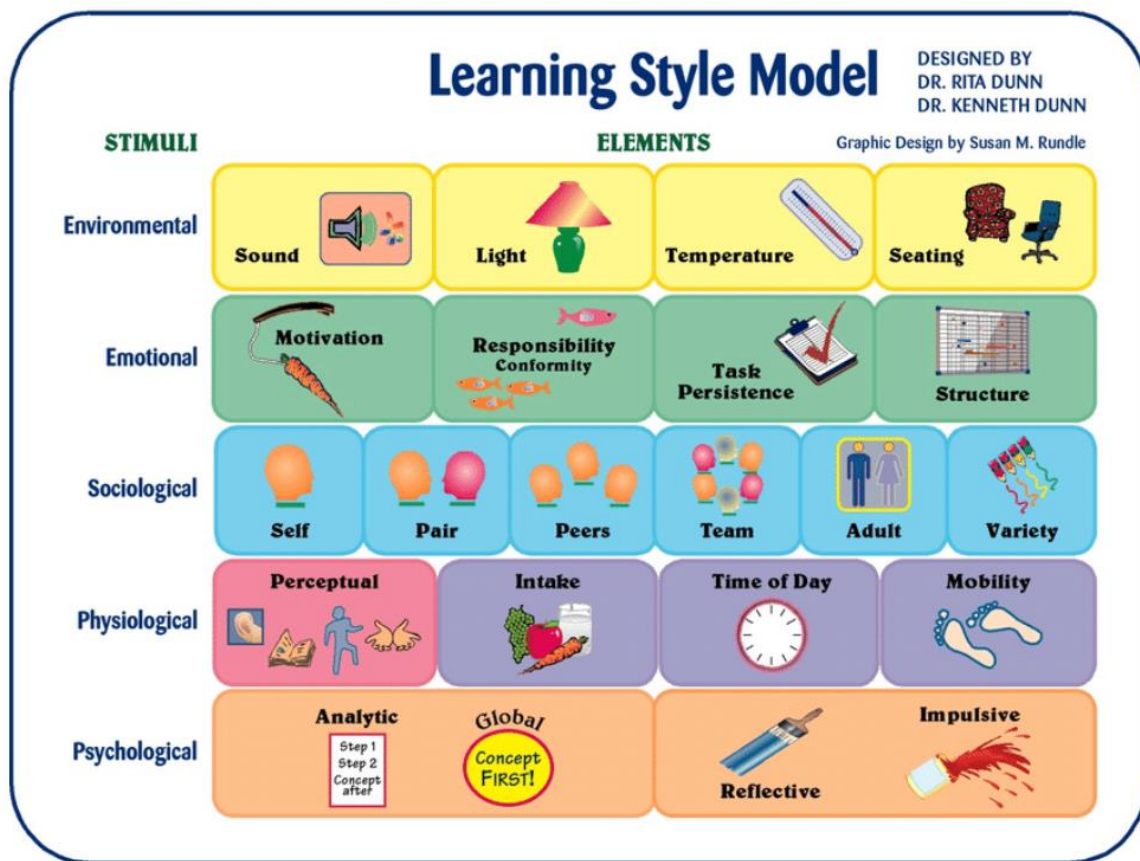 Learning Style Model
DESIGNED BY
DR. RITA DUNN
DR. KENNETH DUNN
STIMULI
ELEMENTS
Graphic Design by Susan M. Rundle
Environmental
Sound
Light
Temperature
Seating
Emotional
Motivation
Responsibility
Conformity
Task
Persistence
Structure
Sociological
Self
Pair
Peers
Team
Adult
Variety
Physiological
Perceptual
Intake
Time of Day
Mobility
Psychological
Analytic
Step 1
Step 2
Concept
after
Global
Concept
FIRST!
Reflective
Impulsive